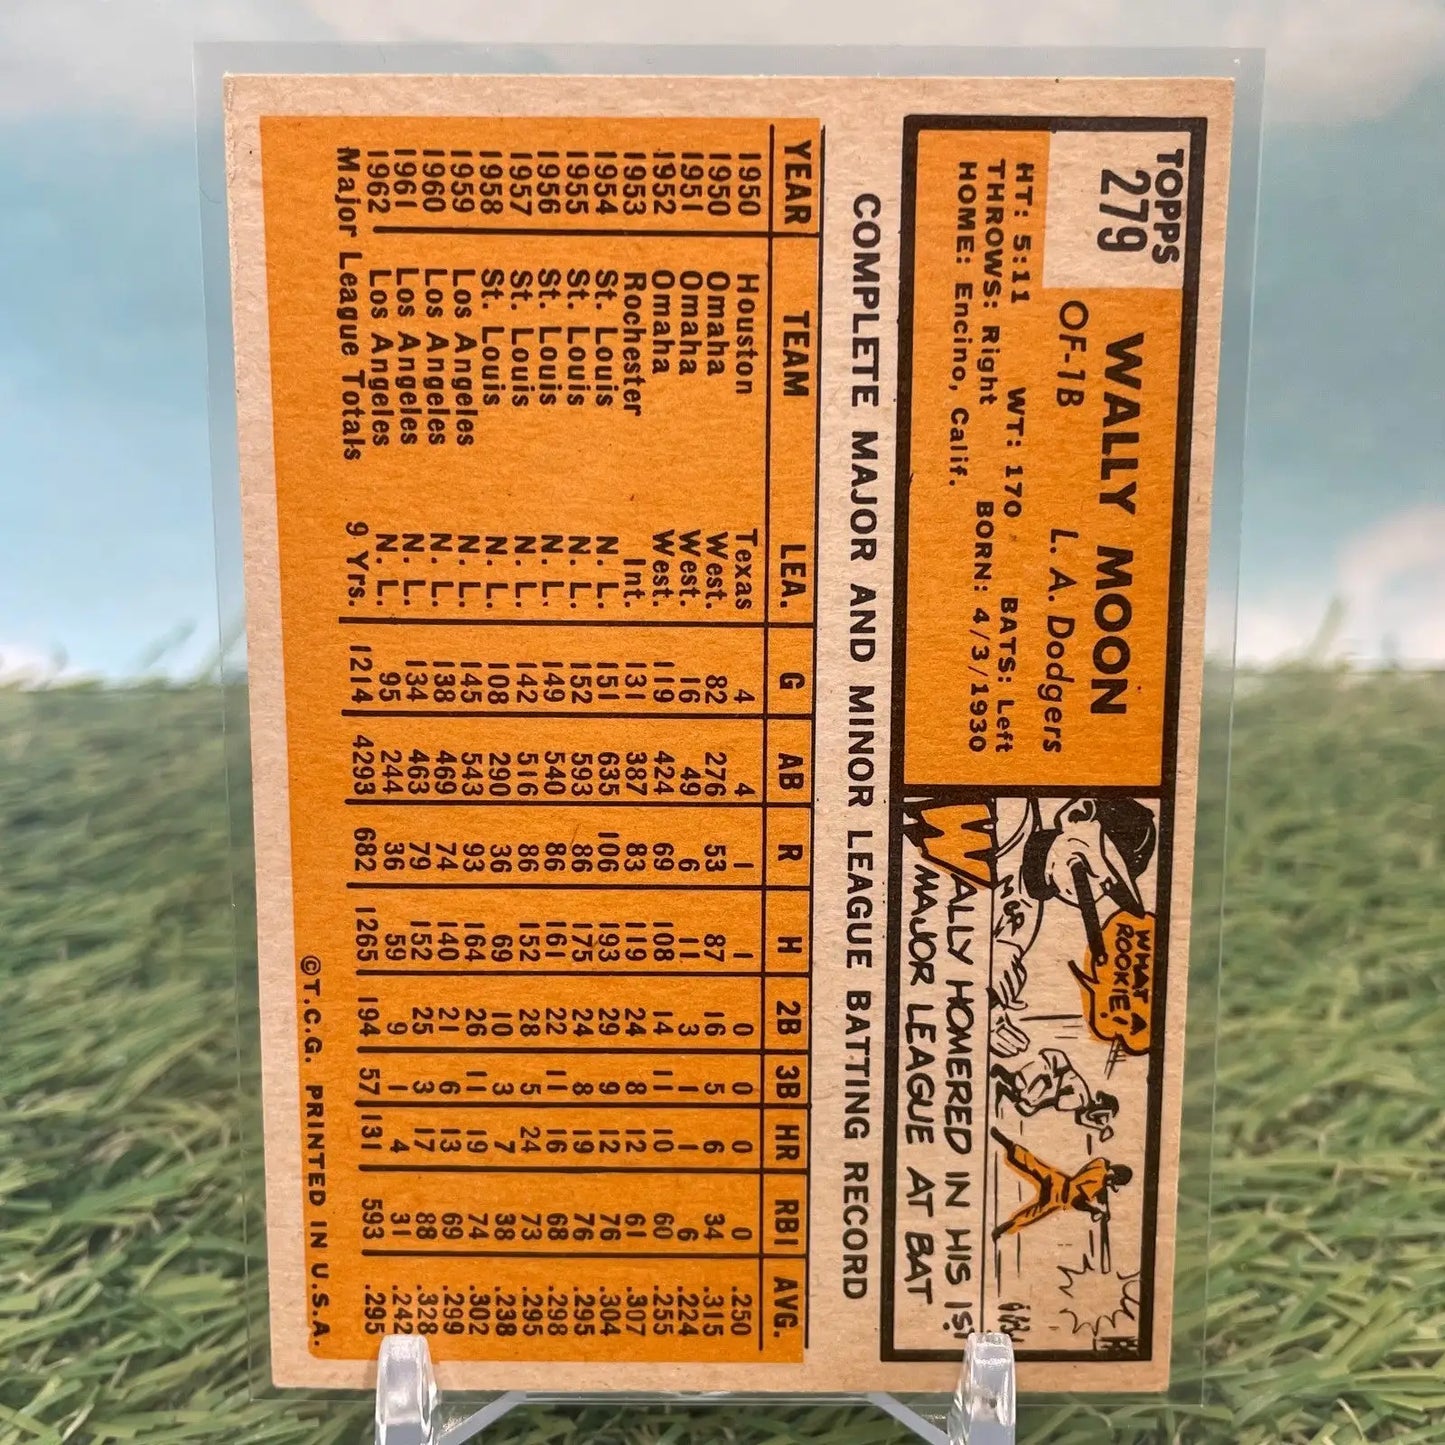 TOPPS
279
WALLY MOON
OF-1B L. A. Dodgers
HT: 5:11 WT: 170 BATS: Left
THROWS: Right BORN: 4/3/1930
HOME: Encino, Calif.
WHAT A
ROOKIE!
MGR
WALLY HOMERED IN HIS 1ST
MAJOR LEAGUE AT BAT
COMPLETE MAJOR AND MINOR LEAGUE BATTING RECORD
YEAR TEAM LEA. G AB R H 2B 3B HR RBI AVG.
1950 Houston Texas 4 4 1 1 0 0 0 0 .250
1950 Omaha West. 82 276 53 87 16 5 6 34 .315
1951 Omaha West. 16 49 6 11 3 1 1 6 .224
1952 Omaha West. 119 424 69 108 14 11 10 60 .255
1953 Rochester Int. 131 387 83 119 24 8 12 61 .307
1954 St. Louis N. L. 151 635 106 193 29 9 12 76 .304
1955 St. Louis N. L. 152 593 86 175 24 8 19 76 .295
1956 St. Louis N. L. 149 540 86 161 22 11 16 68 .298
1957 St. Louis N. L. 142 516 86 152 28 5 24 73 .295
1958 St. Louis N. L. 108 290 36 69 10 3 7 38 .238
1959 Los Angeles N. L. 145 543 93 164 26 11 19 74 .302
1960 Los Angeles N. L. 138 469 74 140 21 6 13 69 .299
1961 Los Angeles N. L. 134 463 79 152 25 3 17 88 .328
1962 Los Angeles N. L. 95 244 36 59 9 1 4 31 .242
Major League Totals 9 Yrs. 1214 4293 682 1265 194 57 131 593 .295
©T.C.G. PRINTED IN U.S.A.